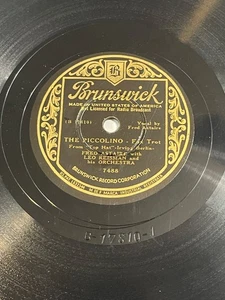 B
Brunswick
MADE IN UNITED STATES OF AMERICA
Not Licensed for Radio Broadcast
Vocal by
Fred Astaire
THE PICCOLINO - Fox Trot
From "Top Hat"-Irving Berlin-
FRED ASTAIRE with
LEO REISMAN and
his ORCHESTRA
7488
BRUNSWICK RECORD CORPORATION